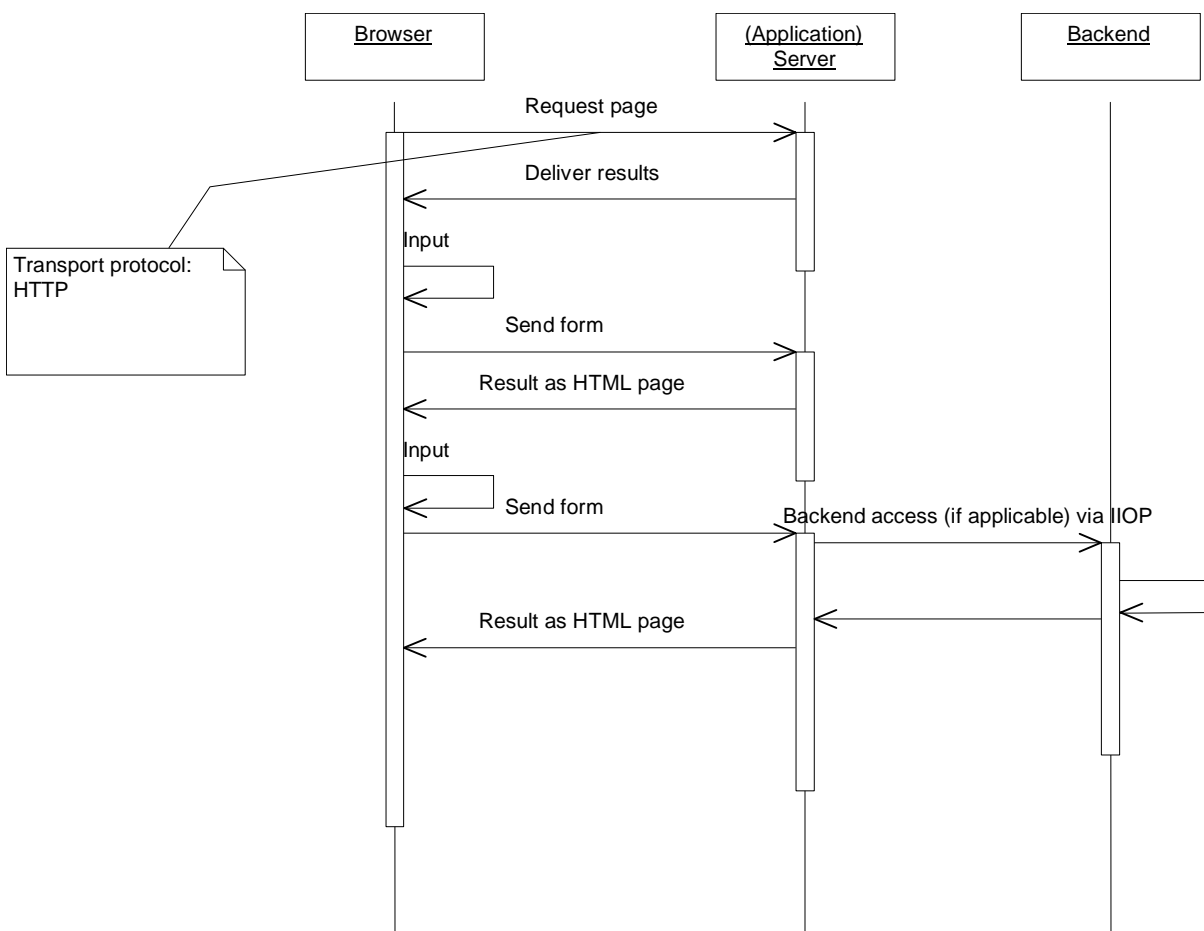 Browser
(Application)
Server
Backend
Request page
Deliver results
Input
Transport protocol:
HTTP
Send form
Result as HTML page
Input
Send form
Backend access (if applicable) via IIOP
Result as HTML page